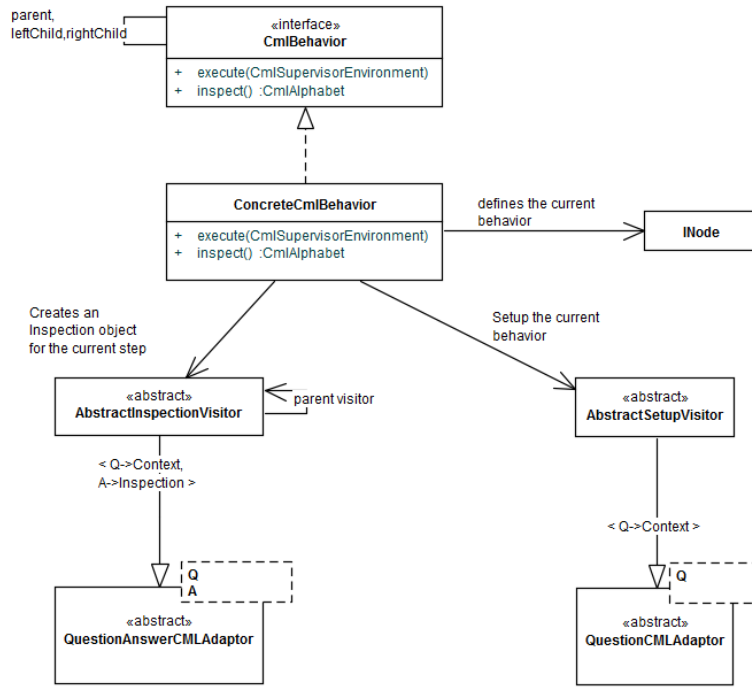 parent,
leftChild,rightChild
«interface»
CmlBehavior
+ execute(CmlSupervisorEnvironment)
+ inspect() :CmlAlphabet
ConcreteCmlBehavior
+ execute(CmlSupervisorEnvironment)
+ inspect() :CmlAlphabet
defines the current
behavior
INode
Creates an
Inspection object
for the current step
Setup the current
behavior
«abstract»
AbstractInspectionVisitor
parent visitor
«abstract»
AbstractSetupVisitor
< Q->Context,
A->Inspection >
< Q->Context >
Q
A
«abstract»
QuestionAnswerCMLAdaptor
Q
«abstract»
QuestionCMLAdaptor